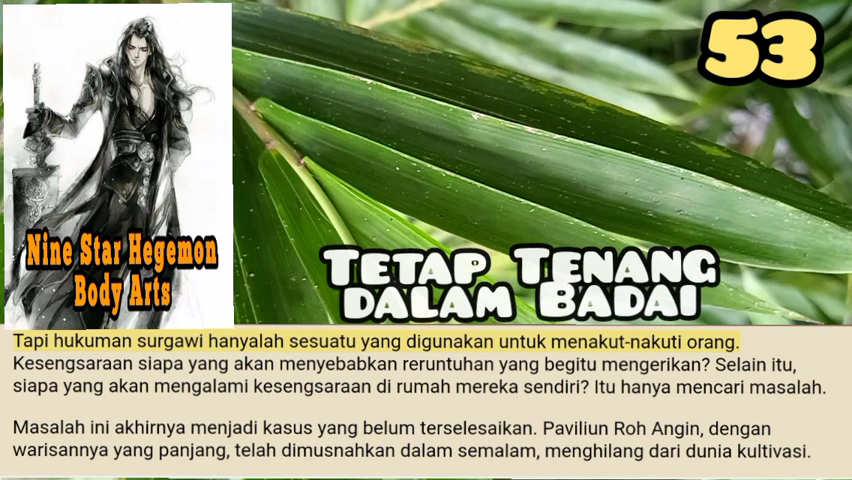 53
Nine Star Hegemon
Body Arts
Tetap Tenang
dalam Badai
Tapi hukuman surgawi hanyalah sesuatu yang digunakan untuk menakut-nakuti orang.
Kesengsaraan siapa yang akan menyebabkan reruntuhan yang begitu mengerikan? Selain itu,
siapa yang akan mengalami kesengsaraan di rumah mereka sendiri? Itu hanya mencari masalah.
Masalah ini akhirnya menjadi kasus yang belum terselesaikan. Paviliun Roh Angin, dengan
warisannya yang panjang, telah dimusnahkan dalam semalam, menghilang dari dunia kultivasi.